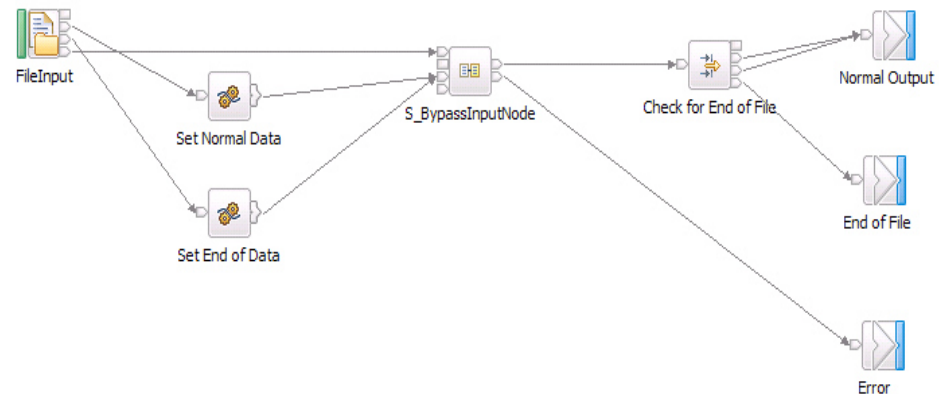 FileInput
Set Normal Data
S_BypassInputNode
Check for End of File
Normal Output
Set End of Data
End of File
Error